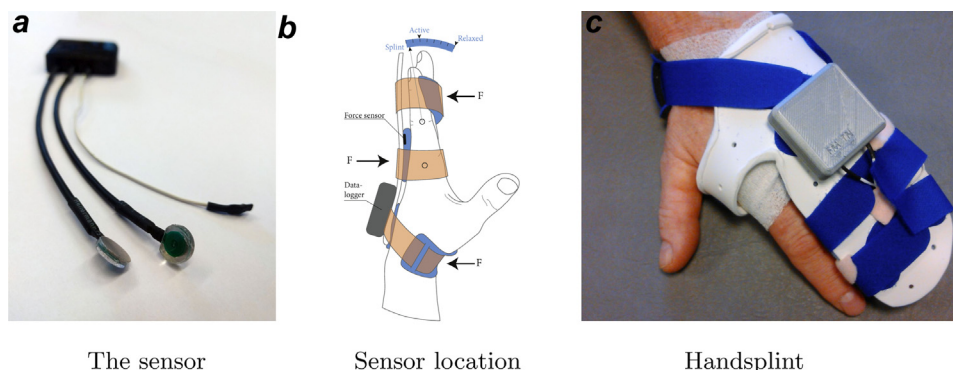 a
b
c
Active
Splint
Relaxed
F
Force sensor
F
Data-
logger
F
The sensor
Sensor location
Handsplint